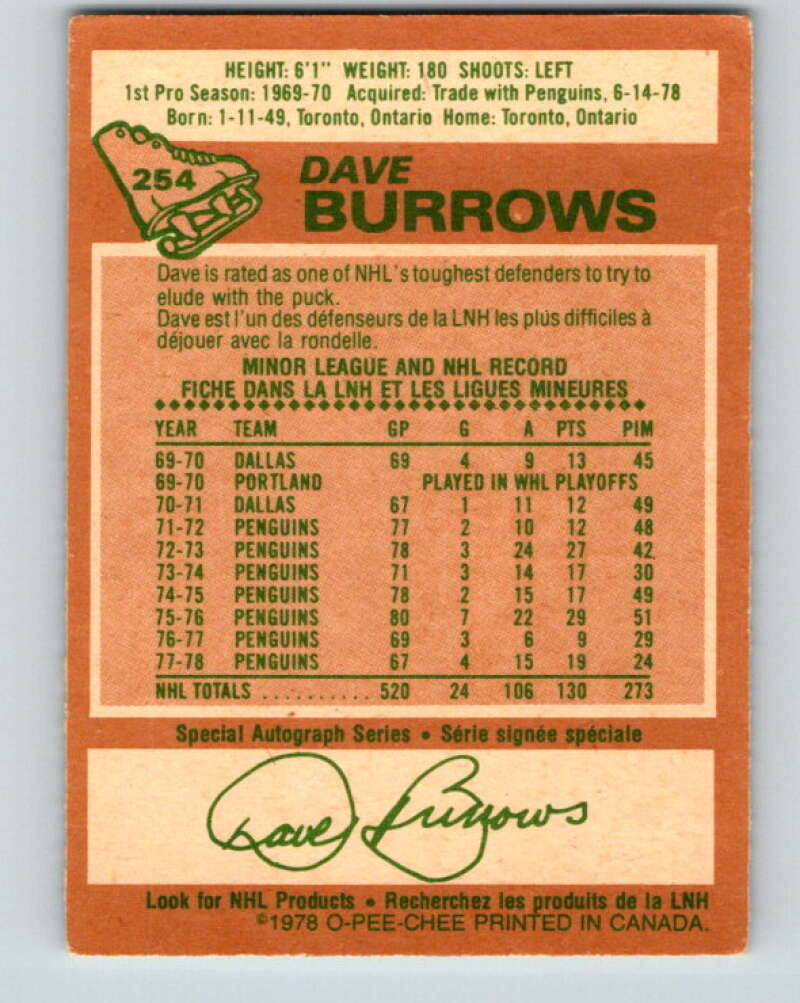 HEIGHT: 6'1" WEIGHT: 180 SHOOTS: LEFT
1st Pro Season: 1969-70 Acquired: Trade with Penguins, 6-14-78
Born: 1-11-49, Toronto, Ontario Home: Toronto, Ontario
254
DAVE
BURROWS
Dave is rated as one of NHL's toughest defenders to try to
elude with the puck.
Dave est l'un des défenseurs de la LNH les plus difficiles à
déjouer avec la rondelle.
MINOR LEAGUE AND NHL RECORD
FICHE DANS LA LNH ET LES LIGUES MINEURES
YEAR TEAM GP G A PTS PIM
69-70 DALLAS 69 4 9 13 45
69-70 PORTLAND PLAYED IN WHL PLAYOFFS
70-71 DALLAS 67 1 11 12 49
71-72 PENGUINS 77 2 10 12 48
72-73 PENGUINS 78 3 24 27 42
73-74 PENGUINS 71 3 14 17 30
74-75 PENGUINS 78 2 15 17 49
75-76 PENGUINS 80 7 22 29 51
76-77 PENGUINS 69 3 6 9 29
77-78 PENGUINS 67 4 15 19 24
NHL TOTALS .......... 520 24 106 130 273
Special Autograph Series • Série signée spéciale
Dave Burrows
Look for NHL Products • Recherchez les produits de la LNH
©1978 O-PEE-CHEE PRINTED IN CANADA.